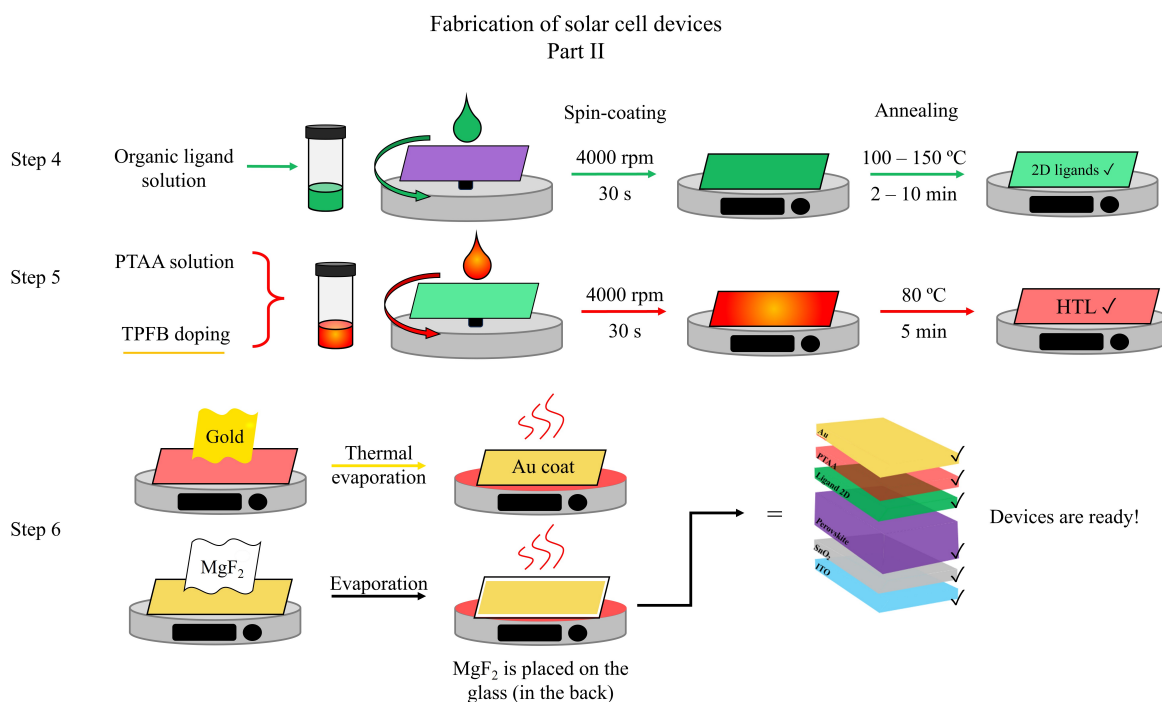 Fabrication of solar cell devices
Part II
Step 4
Organic ligand
solution
Spin-coating
4000 rpm
30 s
Annealing
100 – 150 ºC
2 – 10 min
2D ligands ✓
Step 5
PTAA solution
TPFB doping
4000 rpm
30 s
80 ºC
5 min
HTL ✓
Step 6
Gold
Thermal
evaporation
Au coat
MgF₂
Evaporation
MgF₂ is placed on the
glass (in the back)
=
Au ✓
PTAA ✓
Ligand 2D ✓
Perovskite ✓
SnO₂ ✓
ITO ✓
Devices are ready!